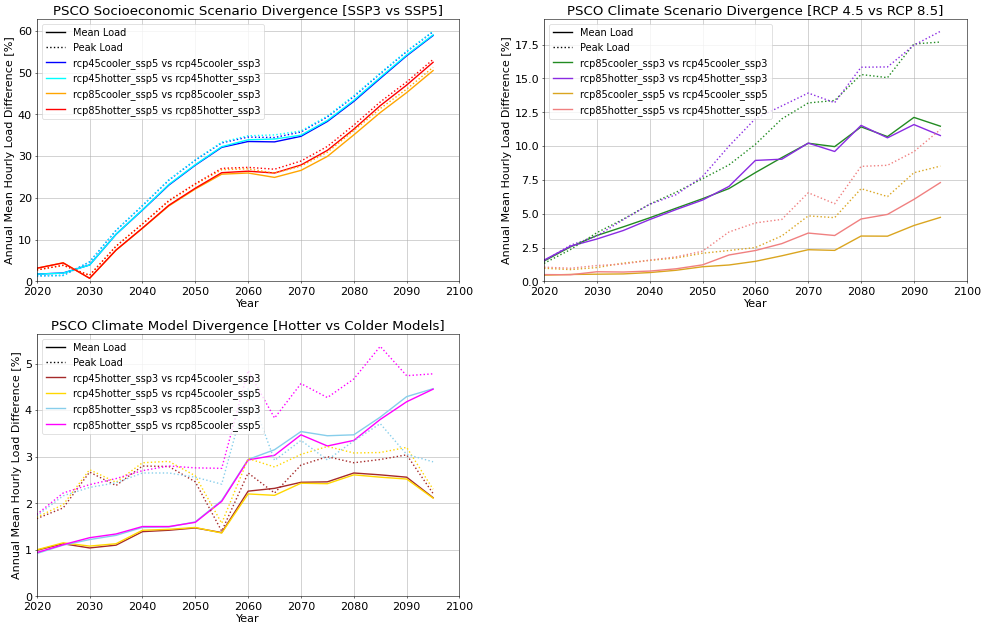 PSCO Socioeconomic Scenario Divergence [SSP3 vs SSP5]
Annual Mean Hourly Load Difference [%]
60
50
40
30
20
10
0
Mean Load
Peak Load
rcp45cooler_ssp5 vs rcp45cooler_ssp3
rcp45hotter_ssp5 vs rcp45hotter_ssp3
rcp85cooler_ssp5 vs rcp85cooler_ssp3
rcp85hotter_ssp5 vs rcp85hotter_ssp3
2020 2030 2040 2050 2060 2070 2080 2090 2100
Year
PSCO Climate Scenario Divergence [RCP 4.5 vs RCP 8.5]
Annual Mean Hourly Load Difference [%]
17.5
15.0
12.5
10.0
7.5
5.0
2.5
0.0
Mean Load
Peak Load
rcp85cooler_ssp3 vs rcp45cooler_ssp3
rcp85hotter_ssp3 vs rcp45hotter_ssp3
rcp85cooler_ssp5 vs rcp45cooler_ssp5
rcp85hotter_ssp5 vs rcp45hotter_ssp5
2020 2030 2040 2050 2060 2070 2080 2090 2100
Year
PSCO Climate Model Divergence [Hotter vs Colder Models]
Annual Mean Hourly Load Difference [%]
5
4
3
2
1
0
Mean Load
Peak Load
rcp45hotter_ssp3 vs rcp45cooler_ssp3
rcp45hotter_ssp5 vs rcp45cooler_ssp5
rcp85hotter_ssp3 vs rcp85cooler_ssp3
rcp85hotter_ssp5 vs rcp85cooler_ssp5
2020 2030 2040 2050 2060 2070 2080 2090 2100
Year